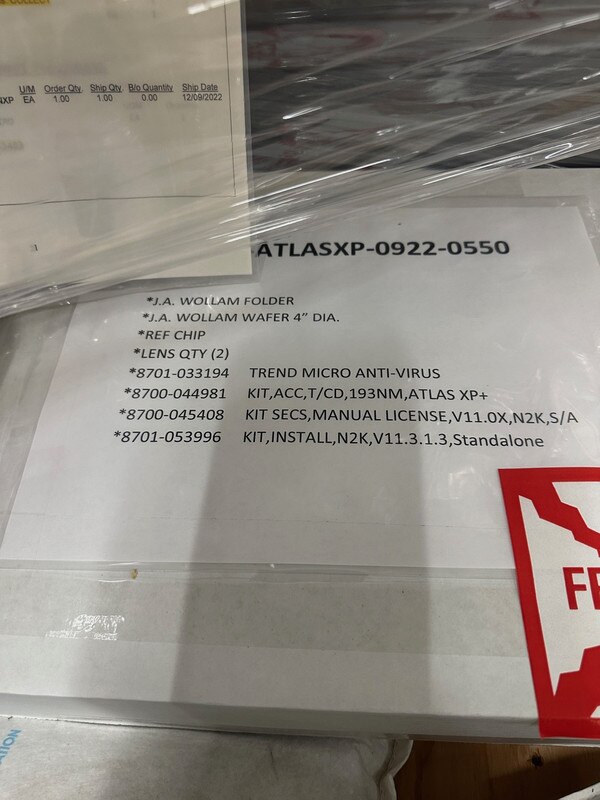 U/M Order Qty Ship Qty B/o Quantity Ship Date
EA 1.00 1.00 0.00 12/09/2022
ATLASXP-0922-0550
*J.A. WOLLAM FOLDER
*J.A. WOLLAM WAFER 4” DIA.
*REF CHIP
*LENS QTY (2)
*8701-033194 TREND MICRO ANTI-VIRUS
*8700-044981 KIT,ACC,T/CD,193NM,ATLAS XP+
*8700-045408 KIT SECS,MANUAL LICENSE,V11.0X,N2K,S/A
*8701-053996 KIT,INSTALL,N2K,V11.3.1.3,Standalone